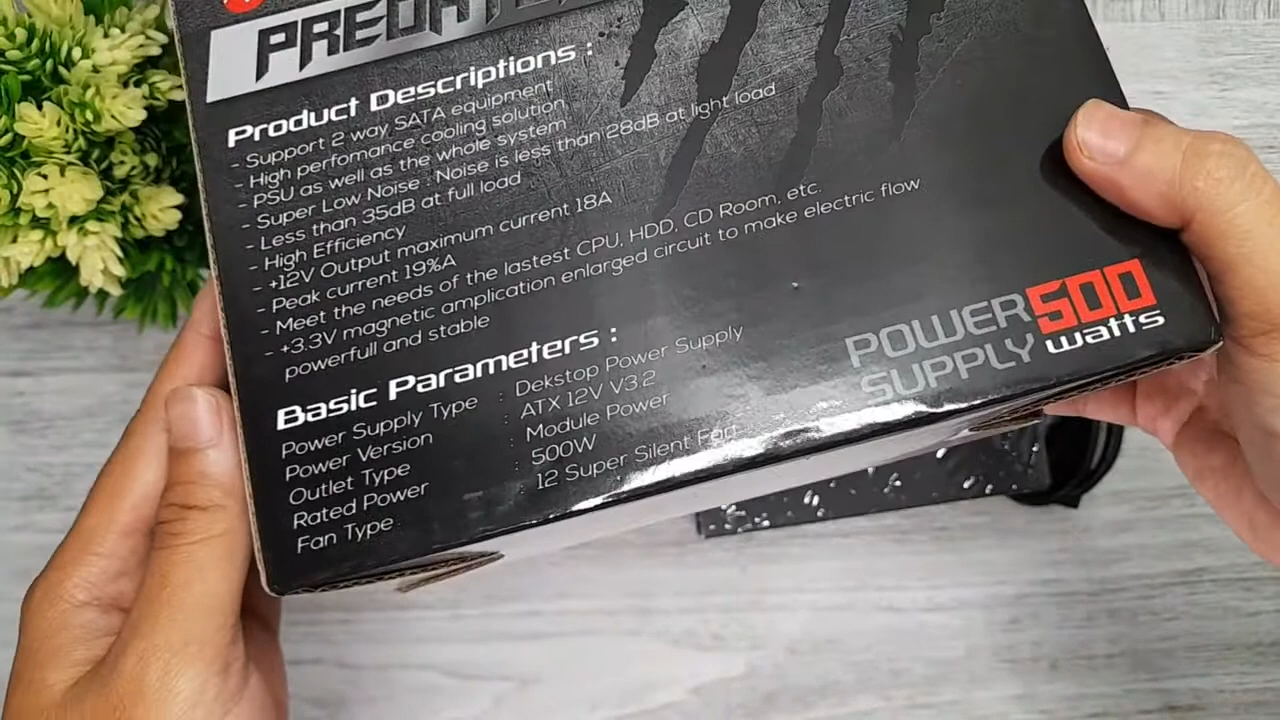 Product Descriptions :
- Support 2 way SATA equipment
- High perfomance cooling solution
- PSU as well as the whole system
- Super Low Noise : Noise is less than 28dB at light load
- Less than 35dB at full load
- High Efficiency
- +12V Output maximum current 18A
- Peak current 19%A
- Meet the needs of the lastest CPU, HDD, CD Room, etc.
- +3.3V magnetic amplication enlarged circuit to make electric flow
powerfull and stable
Basic Parameters :
Power Supply Type : Dekstop Power Supply
Power Version : ATX 12V V3.2
Outlet Type : Module Power
Rated Power : 500W
Fan Type : 12 Super Silent Fan
POWER 500
SUPPLY watts